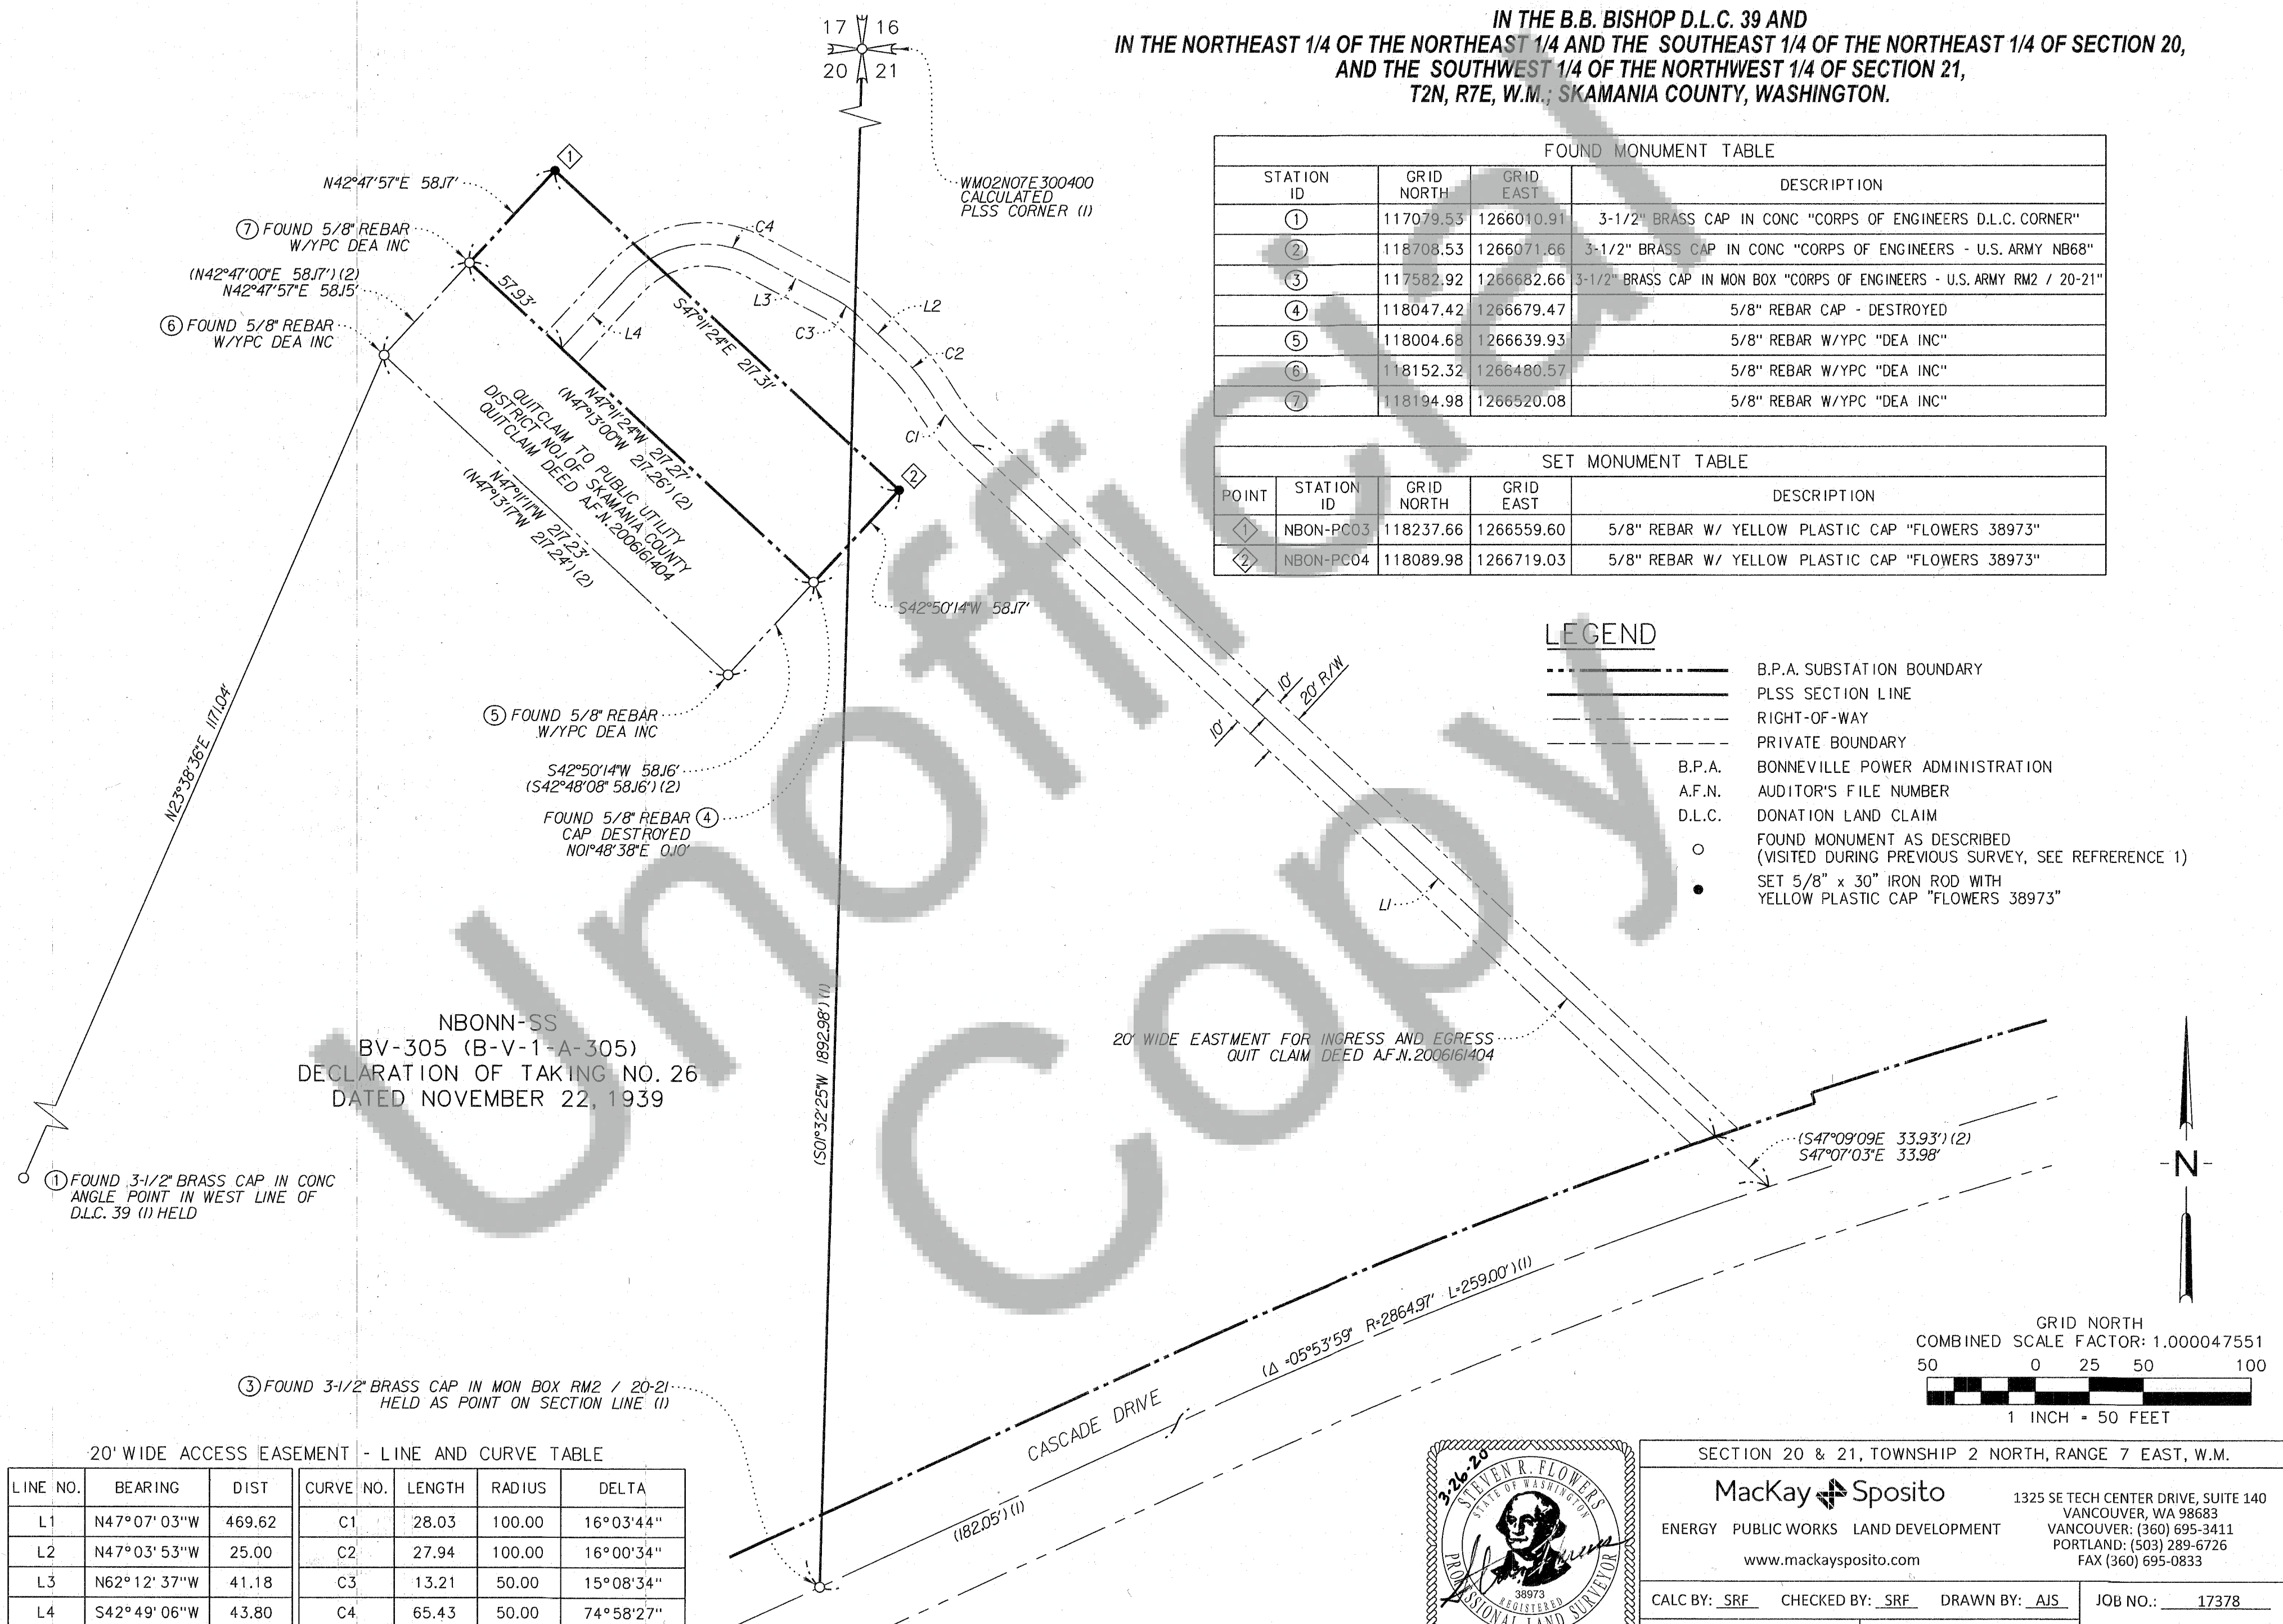 IN THE B.B. BISHOP D.L.C. 39 AND
IN THE NORTHEAST 1/4 OF THE NORTHEAST 1/4 AND THE SOUTHEAST 1/4 OF THE NORTHEAST 1/4 OF SECTION 20,
AND THE SOUTHWEST 1/4 OF THE NORTHWEST 1/4 OF SECTION 21,
T2N, R7E, W.M.; SKAMANIA COUNTY, WASHINGTON.
17 16
20 21
WM02N07E300400
CALCULATED
PLSS CORNER (1)
1
N42°47'57"E 58.17'
7 FOUND 5/8" REBAR
W/YPC DEA INC
(N42°47'00"E 58.17')(2)
N42°47'57"E 58.15'
6 FOUND 5/8" REBAR
W/YPC DEA INC
57.93'
S47°11'24"E 217.31'
C4
L3
L4
C3
L2
C2
C1
2
N47°11'24"W 217.27'
(N47°13'00"W 217.26')(2)
QUITCLAIM TO PUBLIC UTILITY
DISTRICT NO.1 OF SKAMANIA COUNTY
QUITCLAIM DEED A.F.N.2006161404
N47°11'11"W 217.23'
(N47°13'17"W 217.24')(2)
S42°50'14"W 58.17'
5 FOUND 5/8" REBAR
W/YPC DEA INC
S42°50'14"W 58.16'
(S42°48'08" 58.16')(2)
FOUND 5/8" REBAR 4
CAP DESTROYED
N01°48'38"E 0.10'
N23°38'36"E 1171.04'
(S01°32'25"W 1892.98')(1)
10'
20' R/W
10'
L1
NBONN-SS
BV-305 (B-V-1-A-305)
DECLARATION OF TAKING NO. 26
DATED NOVEMBER 22, 1939
1 FOUND 3-1/2" BRASS CAP IN CONC
ANGLE POINT IN WEST LINE OF
D.L.C. 39 (1) HELD
20' WIDE EASTMENT FOR INGRESS AND EGRESS
QUIT CLAIM DEED A.F.N.2006161404
(S47°09'09E 33.93')(2)
S47°07'03"E 33.98'
3 FOUND 3-1/2" BRASS CAP IN MON BOX RM2 / 20-21
HELD AS POINT ON SECTION LINE (1)
CASCADE DRIVE
(Δ =05°53'59" R=2864.97' L=259.00')(1)
(182.05')(1)
FOUND MONUMENT TABLE
STATION ID GRID NORTH GRID EAST DESCRIPTION
1 117079.53 1266010.91 3-1/2" BRASS CAP IN CONC "CORPS OF ENGINEERS D.L.C. CORNER"
2 118708.53 1266071.66 3-1/2" BRASS CAP IN CONC "CORPS OF ENGINEERS - U.S. ARMY NB68"
3 117582.92 1266682.66 3-1/2" BRASS CAP IN MON BOX "CORPS OF ENGINEERS - U.S. ARMY RM2 / 20-21"
4 118047.42 1266679.47 5/8" REBAR CAP - DESTROYED
5 118004.68 1266639.93 5/8" REBAR W/YPC "DEA INC"
6 118152.32 1266480.57 5/8" REBAR W/YPC "DEA INC"
7 118194.98 1266520.08 5/8" REBAR W/YPC "DEA INC"
SET MONUMENT TABLE
POINT STATION ID GRID NORTH GRID EAST DESCRIPTION
1 NBON-PC03 118237.66 1266559.60 5/8" REBAR W/ YELLOW PLASTIC CAP "FLOWERS 38973"
2 NBON-PC04 118089.98 1266719.03 5/8" REBAR W/ YELLOW PLASTIC CAP "FLOWERS 38973"
LEGEND
B.P.A. SUBSTATION BOUNDARY
PLSS SECTION LINE
RIGHT-OF-WAY
PRIVATE BOUNDARY
B.P.A. BONNEVILLE POWER ADMINISTRATION
A.F.N. AUDITOR'S FILE NUMBER
D.L.C. DONATION LAND CLAIM
FOUND MONUMENT AS DESCRIBED
(VISITED DURING PREVIOUS SURVEY, SEE REFRERENCE 1)
SET 5/8" x 30" IRON ROD WITH
YELLOW PLASTIC CAP "FLOWERS 38973"
N
GRID NORTH
COMBINED SCALE FACTOR: 1.000047551
50 0 25 50 100
1 INCH = 50 FEET
20' WIDE ACCESS EASEMENT - LINE AND CURVE TABLE
LINE NO. BEARING DIST CURVE NO. LENGTH RADIUS DELTA
L1 N47°07'03"W 469.62 C1 28.03 100.00 16°03'44"
L2 N47°03'53"W 25.00 C2 27.94 100.00 16°00'34"
L3 N62°12'37"W 41.18 C3 13.21 50.00 15°08'34"
L4 S42°49'06"W 43.80 C4 65.43 50.00 74°58'27"
3-26-20
STEVEN R. FLOWERS
STATE OF WASHINGTON
38973
REGISTERED
PROFESSIONAL LAND SURVEYOR
SECTION 20 & 21, TOWNSHIP 2 NORTH, RANGE 7 EAST, W.M.
MacKay Sposito
ENERGY PUBLIC WORKS LAND DEVELOPMENT
www.mackaysposito.com
1325 SE TECH CENTER DRIVE, SUITE 140
VANCOUVER, WA 98683
VANCOUVER: (360) 695-3411
PORTLAND: (503) 289-6726
FAX (360) 695-0833
CALC BY: SRF CHECKED BY: SRF DRAWN BY: AJS JOB NO.: 17378
Unofficial
Copy